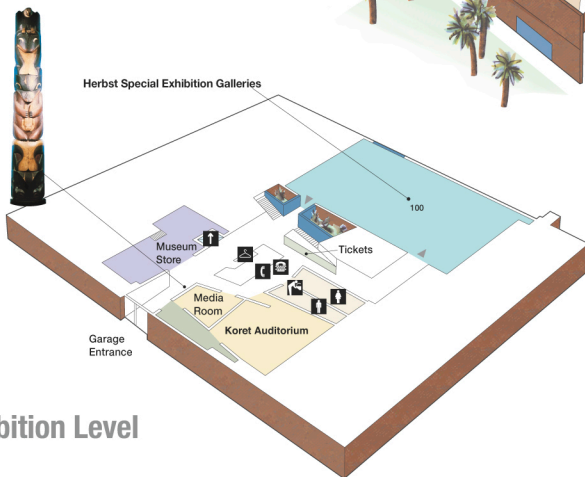 Herbst Special Exhibition Galleries
100
Museum
Store
Tickets
Media
Room
Koret Auditorium
Garage
Entrance
bition Level